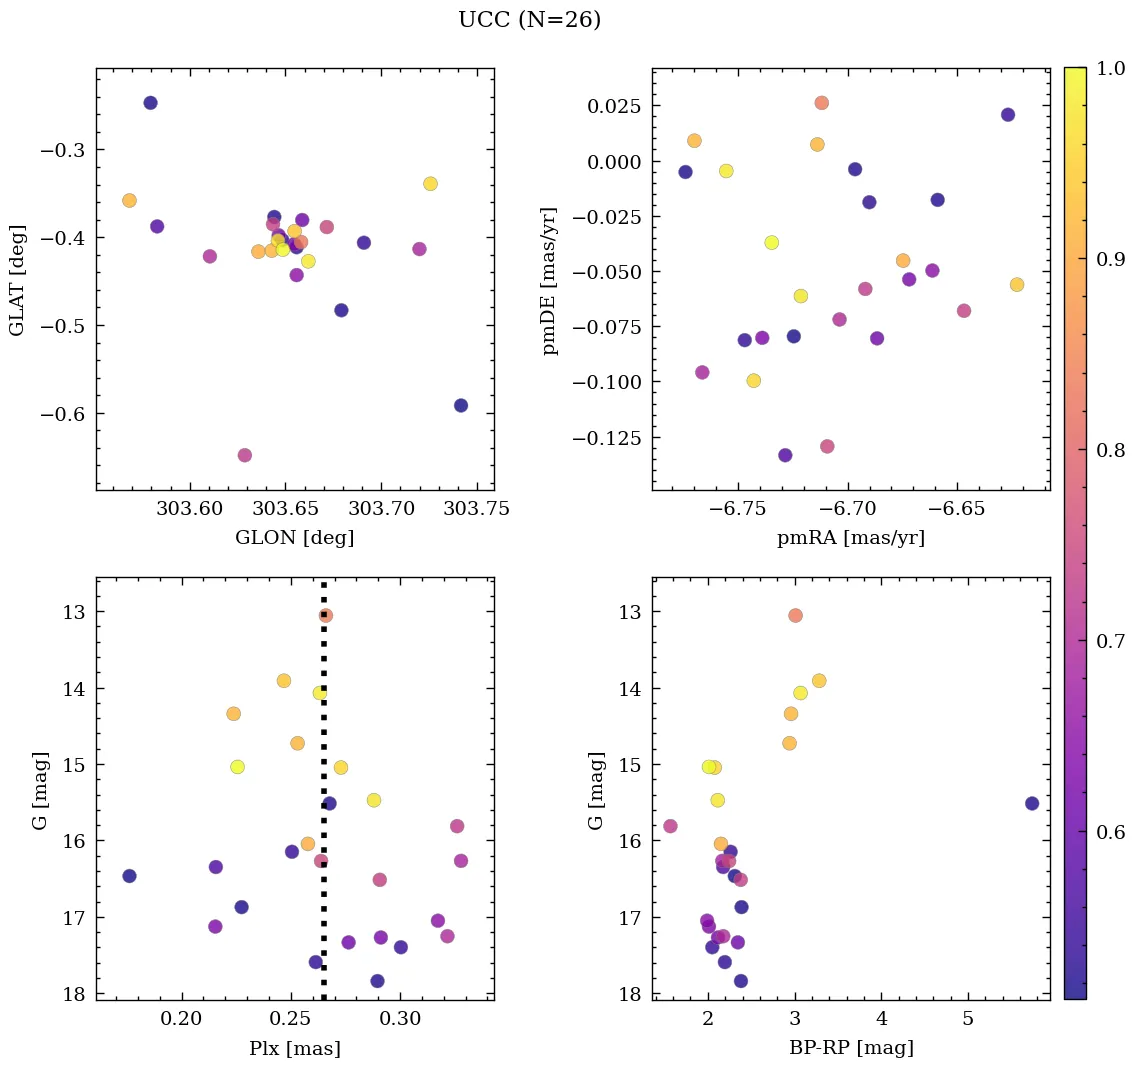 UCC (N=26)
−0.3
−0.4
−0.5
−0.6
GLAT [deg]
303.60 303.65 303.70 303.75
GLON [deg]
0.025
0.000
−0.025
−0.050
−0.075
−0.100
−0.125
pmDE [mas/yr]
−6.75 −6.70 −6.65
pmRA [mas/yr]
1.0
0.9
0.8
0.7
0.6
13
14
15
16
17
18
G [mag]
0.20 0.25 0.30
Plx [mas]
13
14
15
16
17
18
G [mag]
2 3 4 5
BP-RP [mag]